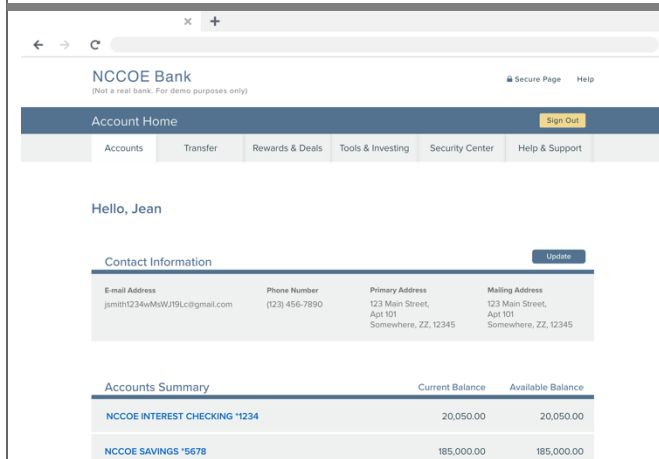 NCCOE Bank
(Not a real bank. For demo purposes only)
Secure Page Help
Account Home
Sign Out
Accounts Transfer Rewards & Deals Tools & Investing Security Center Help & Support
Hello, Jean
Contact Information
Update
E-mail Address Phone Number Primary Address Mailing Address
jsmith1234wMsWJ19Lc@gmail.com (123) 456-7890 123 Main Street, 123 Main Street,
Apt 101 Apt 101
Somewhere, ZZ, 12345 Somewhere, ZZ, 12345
Accounts Summary Current Balance Available Balance
NCCOE INTEREST CHECKING *1234 20,050.00 20,050.00
NCCOE SAVINGS *5678 185,000.00 185,000.00